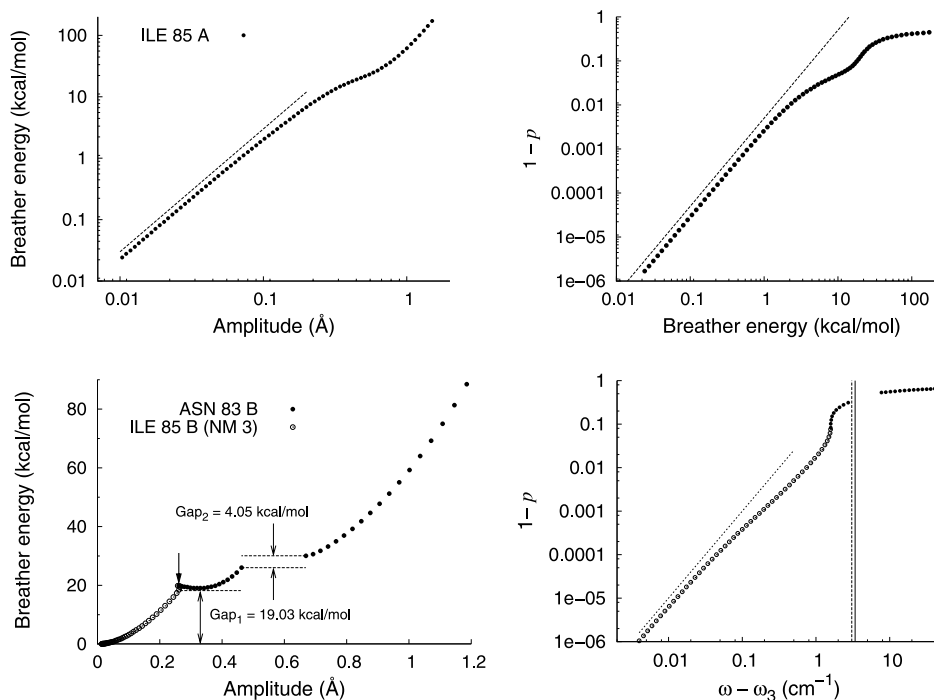 Breather energy (kcal/mol)
100
10
1
0.1
0.01
ILE 85 A
0.01 0.1 1
Amplitude (Å)
1 − p
1
0.1
0.01
0.001
0.0001
1e−05
1e−06
0.01 0.1 1 10 100
Breather energy (kcal/mol)
Breather energy (kcal/mol)
80
60
40
20
0
ASN 83 B
ILE 85 B (NM 3)
Gap2 = 4.05 kcal/mol
Gap1 = 19.03 kcal/mol
0 0.2 0.4 0.6 0.8 1 1.2
Amplitude (Å)
1 − p
1
0.1
0.01
0.001
0.0001
1e−05
1e−06
0.01 0.1 1 10
ω − ω3 (cm−1)